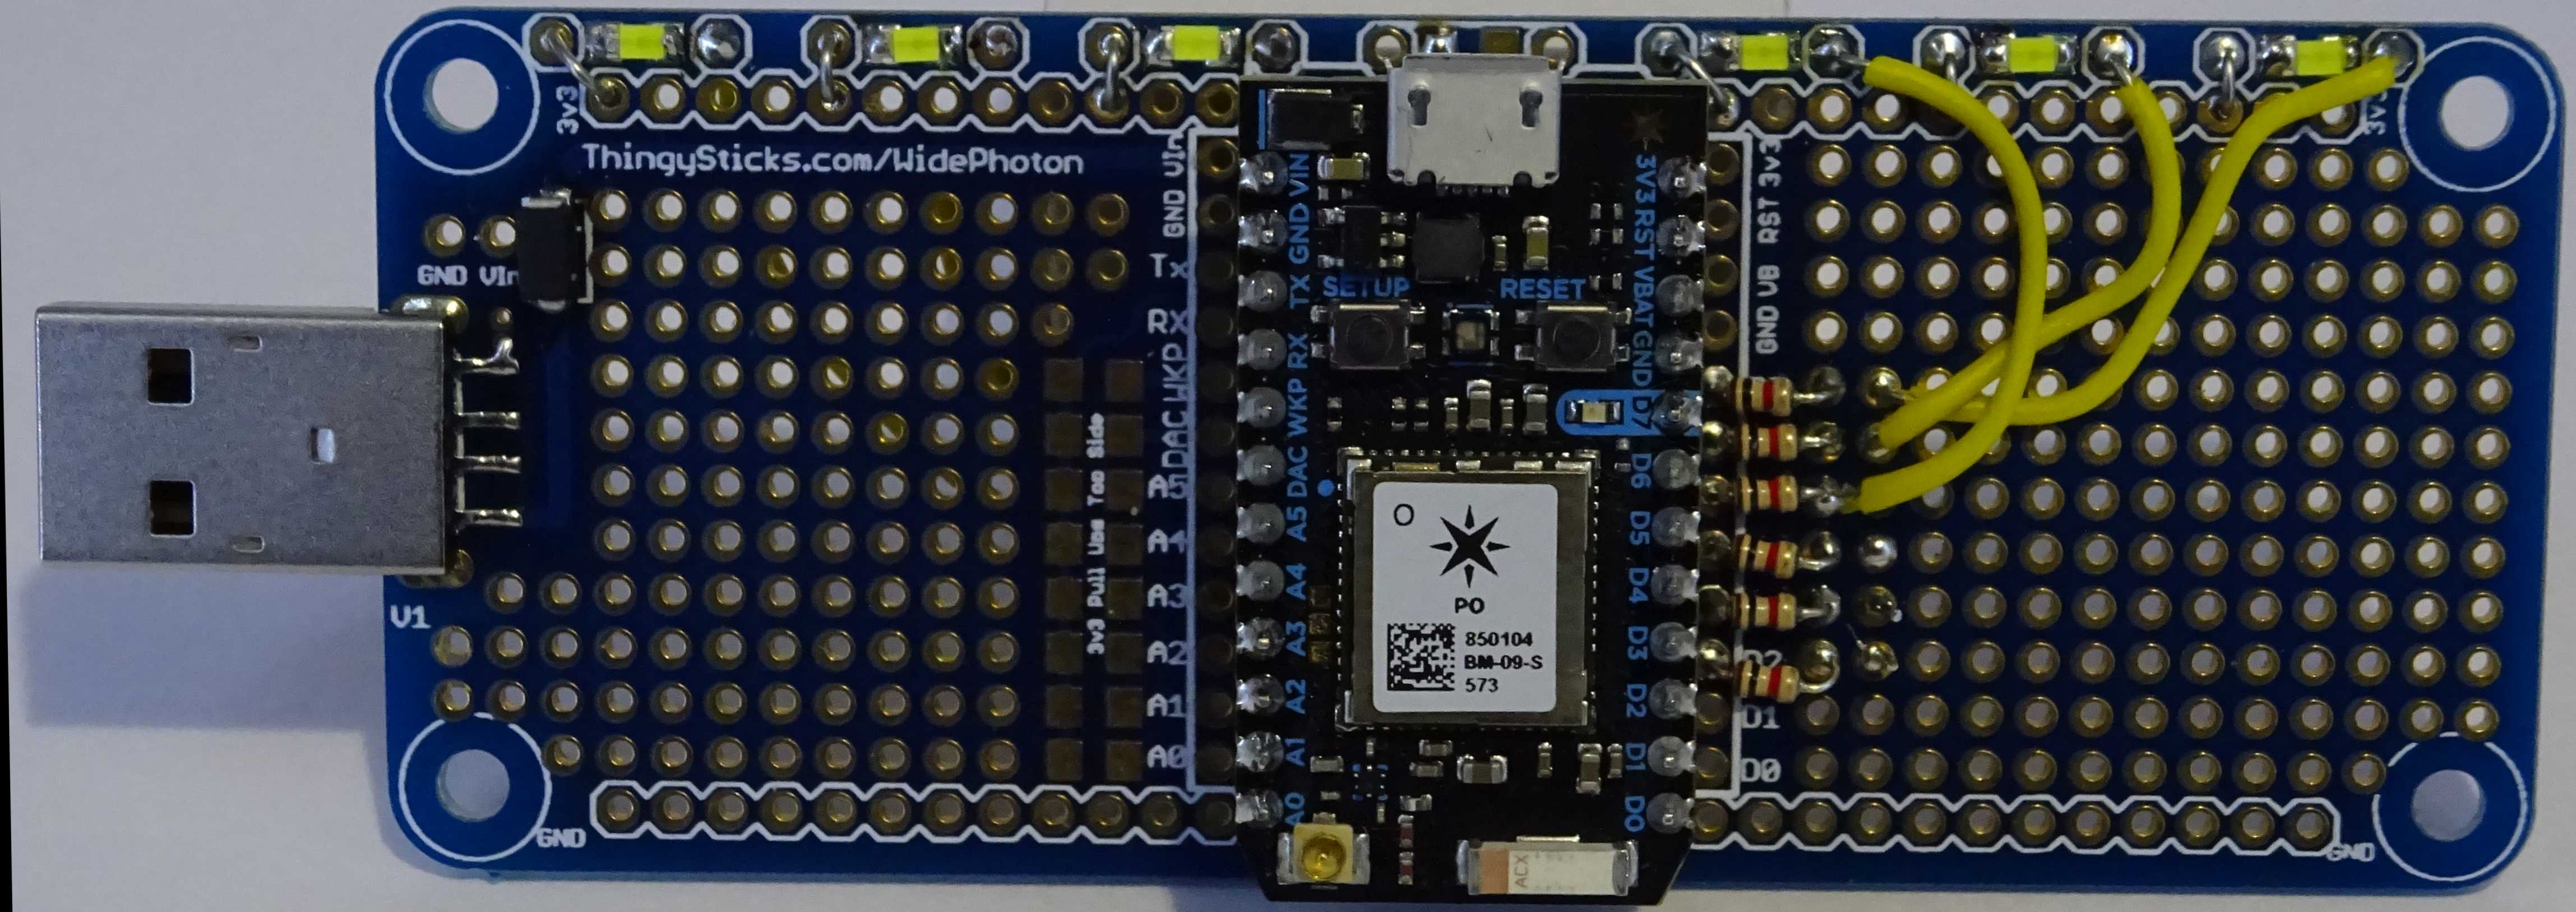 3v3
3v3
ThingySticks.com/WidePhoton
GND VIn
V1
VIn
GND
Tx
RX
WKP
DAC
A5
A4
A3
A2
A1
A0
3v3 Pull Ups Top Side
GND
VIN
GND
TX
RX
WKP
DAC
A5
A4
A3
A2
A1
A0
SETUP
RESET
O
PO
850104
BM-09-S
573
ACX
3V3
RST
VBAT
GND
D7
D6
D5
D4
D3
D2
D1
D0
3v3
RST
VB
GND
D2
D1
D0
GND